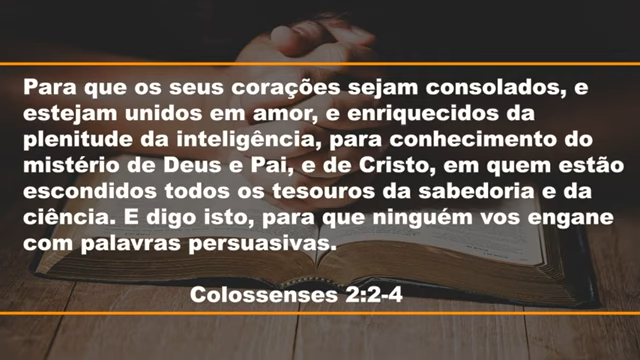 Para que os seus corações sejam consolados, e
estejam unidos em amor, e enriquecidos da
plenitude da inteligência, para conhecimento do
mistério de Deus e Pai, e de Cristo, em quem estão
escondidos todos os tesouros da sabedoria e da
ciência. E digo isto, para que ninguém vos engane
com palavras persuasivas.
Colossenses 2:2-4